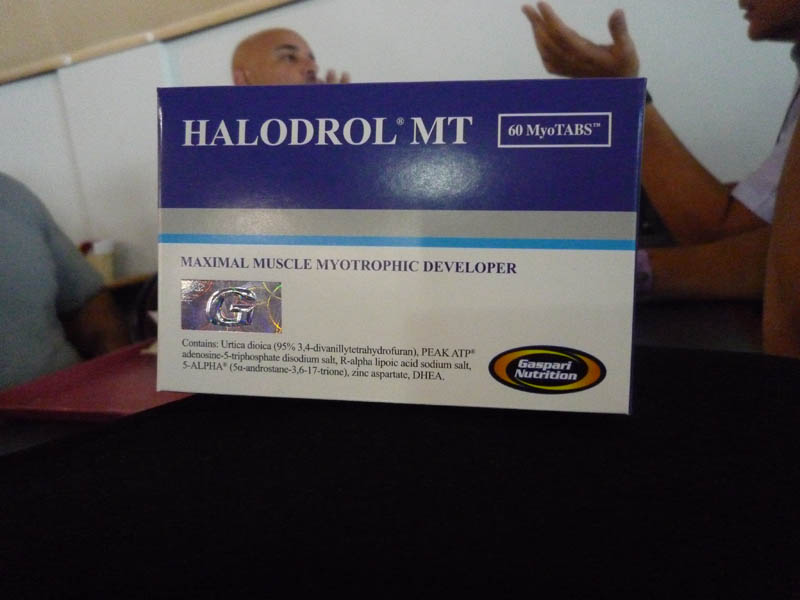 HALODROL® MT
60 MyoTABS™
MAXIMAL MUSCLE MYOTROPHIC DEVELOPER
G
Contains: Urtica dioica (95% 3,4-divanillytetrahydrofuran), PEAK ATP®
adenosine-5-triphosphate disodium salt, R-alpha lipoic acid sodium salt,
5-ALPHA® (5α-androstane-3,6-17-trione), zinc aspartate, DHEA.
Gaspari
Nutrition